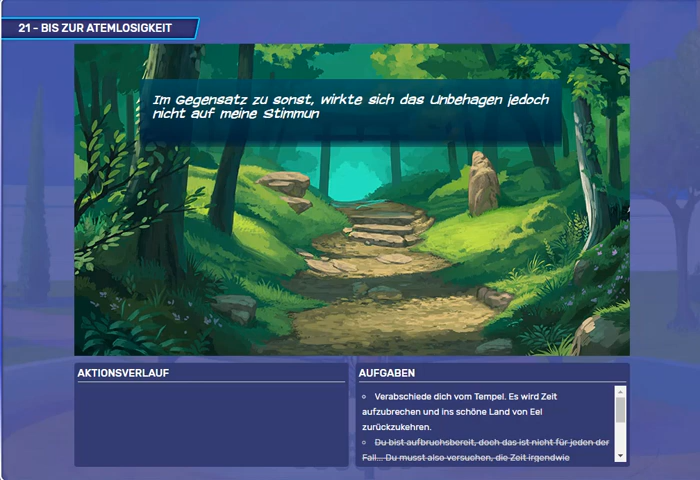 21 - BIS ZUR ATEMLOSIGKEIT
Im Gegensatz zu sonst, wirkte sich das Unbehagen jedoch
nicht auf meine Stimmun
AKTIONSVERLAUF
AUFGABEN
Verabschiede dich vom Tempel. Es wird Zeit
aufzubrechen und ins schöne Land von Eel
zurückzukehren.
Du bist aufbruchsbereit, doch das ist nicht für jeden der
Fall... Du musst also versuchen, die Zeit irgendwie